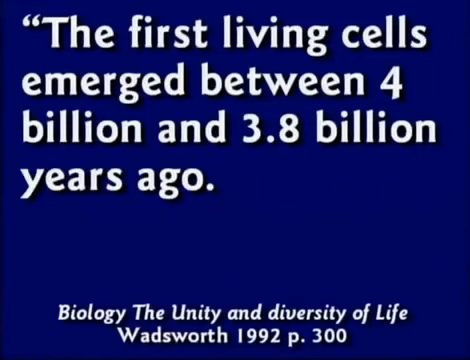 “The first living cells
emerged between 4
billion and 3.8 billion
years ago.
Biology The Unity and diversity of Life
Wadsworth 1992 p. 300